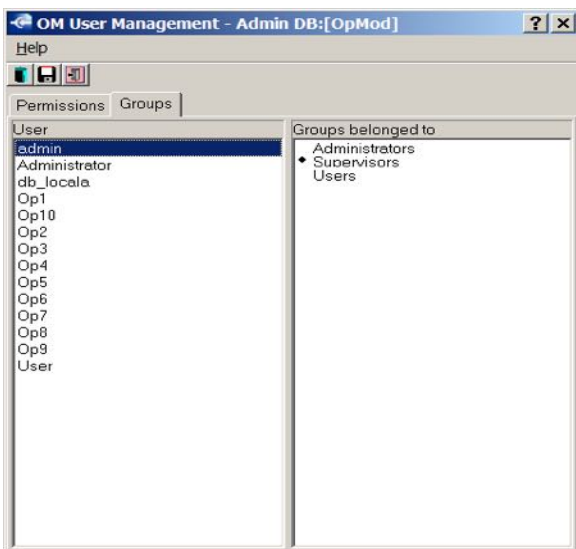 OM User Management - Admin DB:[OpMod]
Help
Permissions Groups
User
admin
Administrator
db_locala
Op1
Op10
Op2
Op3
Op4
Op5
Op6
Op7
Op8
Op9
User
Groups belonged to
Administrators
Supervisors
Users